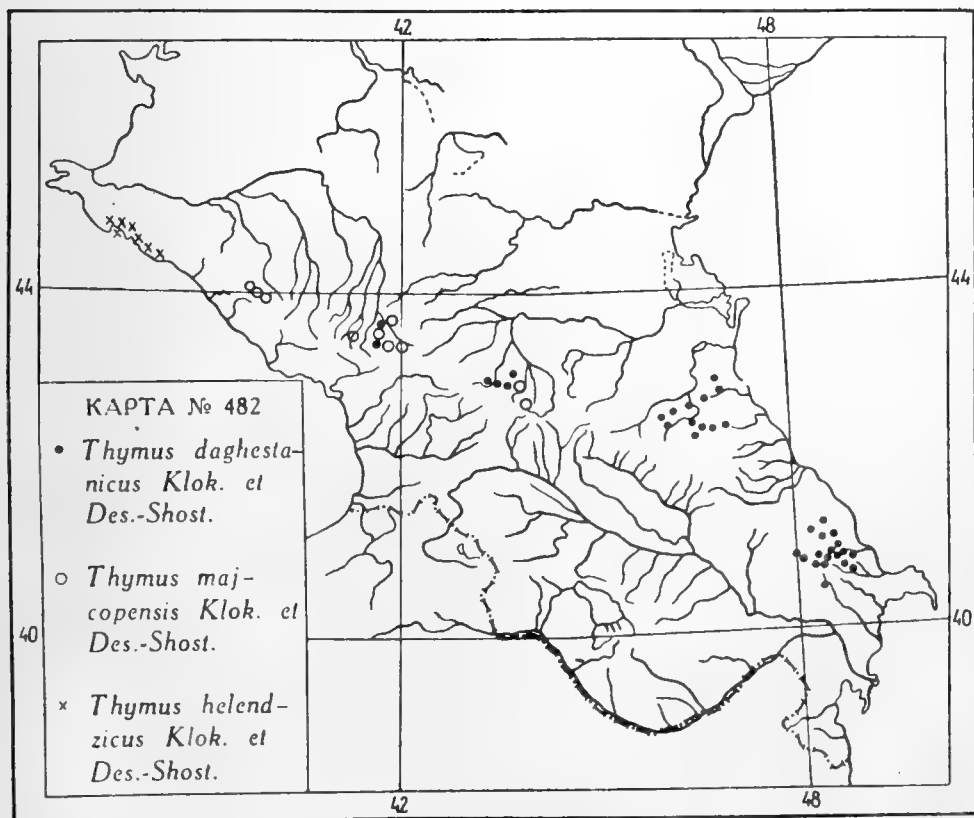 42 48
44 44
КАРТА № 482
Thymus daghesta-
nicus Klok. et
Des.-Shost.
Thymus maj-
copensis Klok. et
Des.-Shost.
Thymus helend-
zicus Klok. et
Des.-Shost.
40 40
42 48